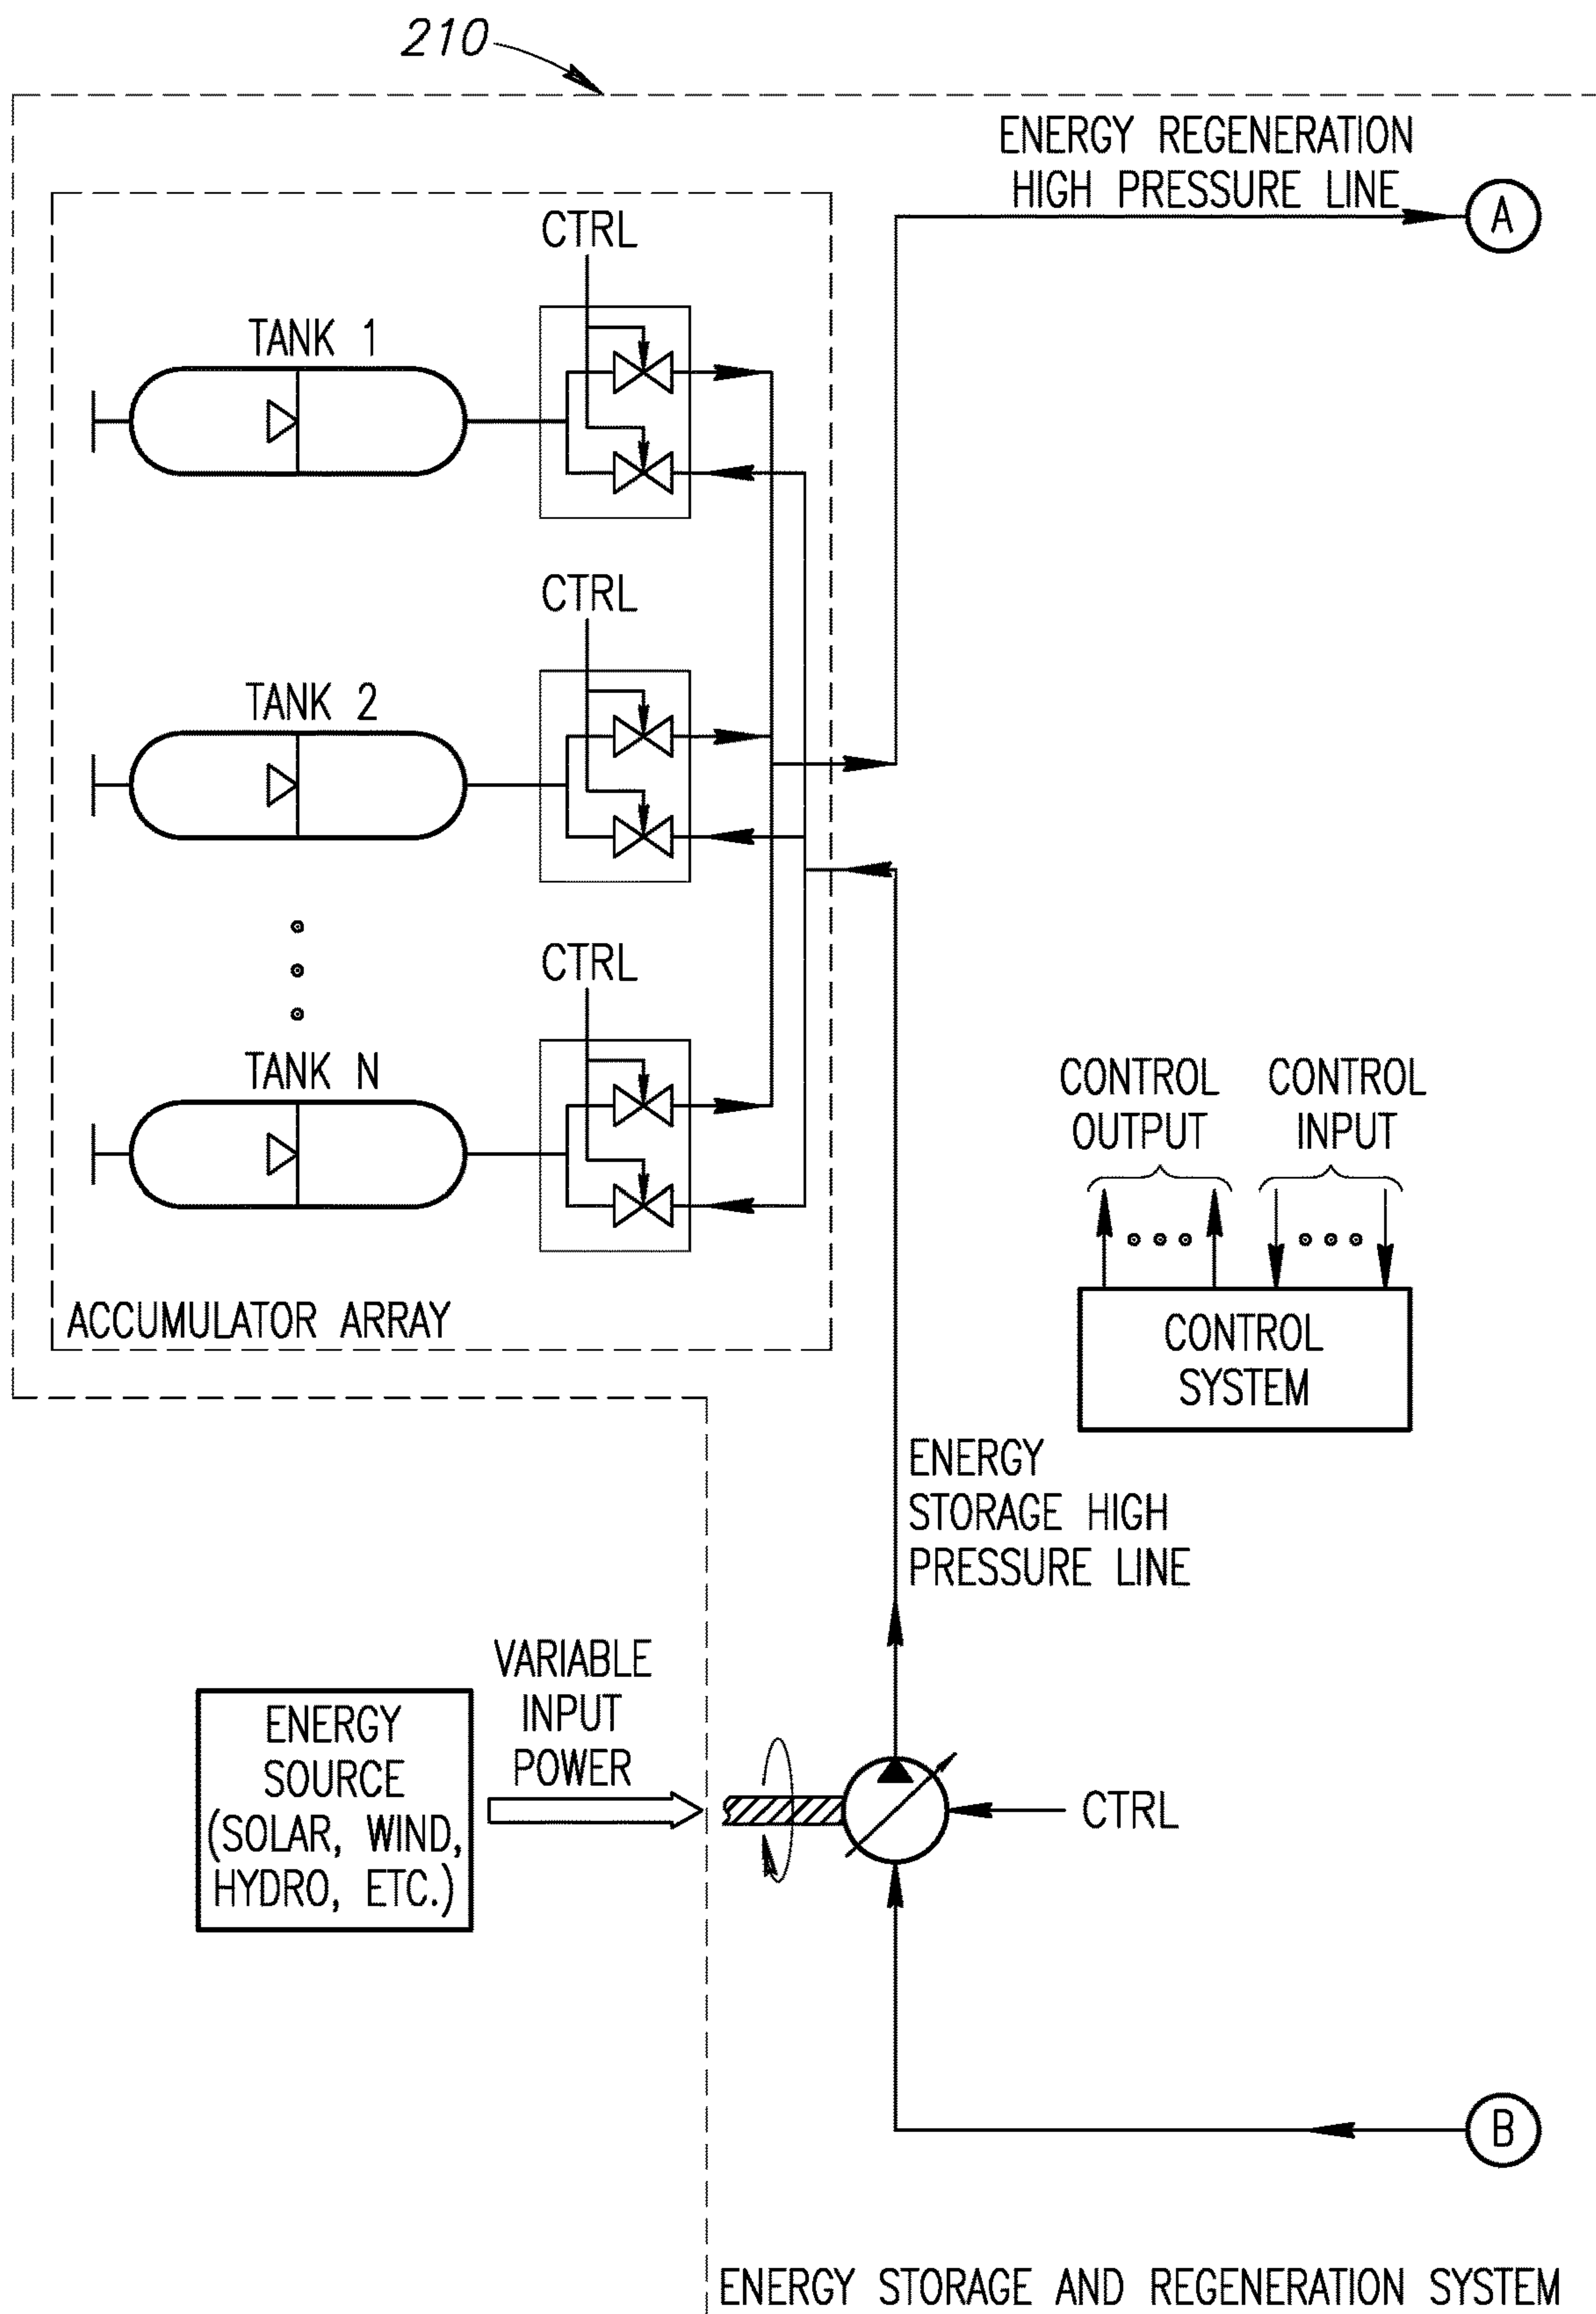 210
ENERGY REGENERATION
HIGH PRESSURE LINE
A
CTRL
TANK 1
CTRL
TANK 2
CTRL
TANK N
CONTROL
OUTPUT
CONTROL
INPUT
ACCUMULATOR ARRAY
CONTROL
SYSTEM
ENERGY
STORAGE HIGH
PRESSURE LINE
VARIABLE
INPUT
POWER
ENERGY
SOURCE
(SOLAR, WIND,
HYDRO, ETC.)
CTRL
B
ENERGY STORAGE AND REGENERATION SYSTEM